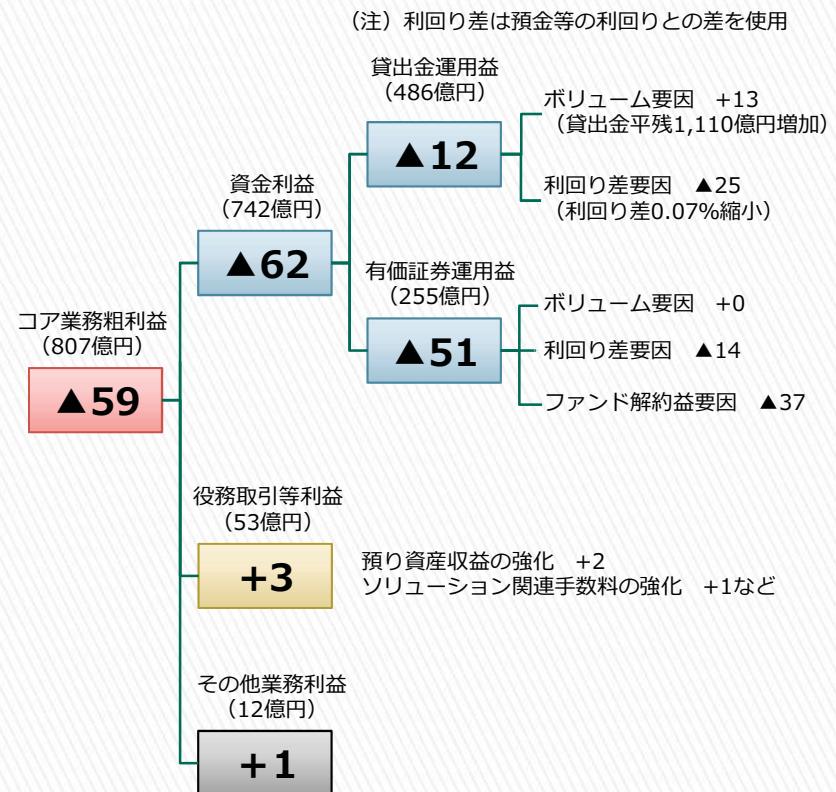 （注）利回り差は預金等の利回りとの差を使用
コア業務粗利益
（807億円）
▲59
資金利益
（742億円）
▲62
貸出金運用益
（486億円）
▲12
ボリューム要因　+13
（貸出金平残1,110億円増加）
利回り差要因　▲25
（利回り差0.07%縮小）
有価証券運用益
（255億円）
▲51
ボリューム要因　+0
利回り差要因　▲14
ファンド解約益要因　▲37
役務取引等利益
（53億円）
+3
預り資産収益の強化　+2
ソリューション関連手数料の強化　+1など
その他業務利益
（12億円）
+1